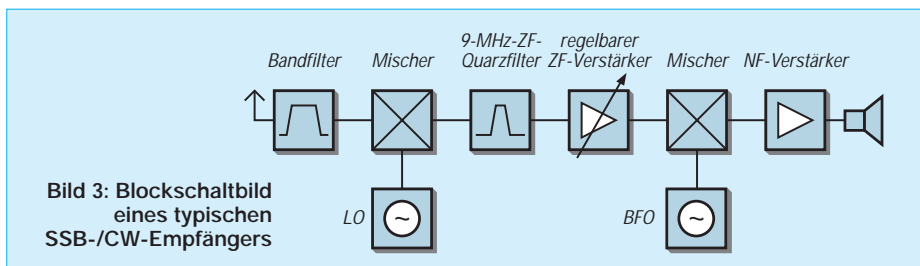 9-MHz-ZF- regelbarer
Bandfilter Mischer Quarzfilter ZF-Verstärker Mischer NF-Verstärker
Bild 3: Blockschaltbild
eines typischen
SSB-/CW-Empfängers
LO
~
BFO
~